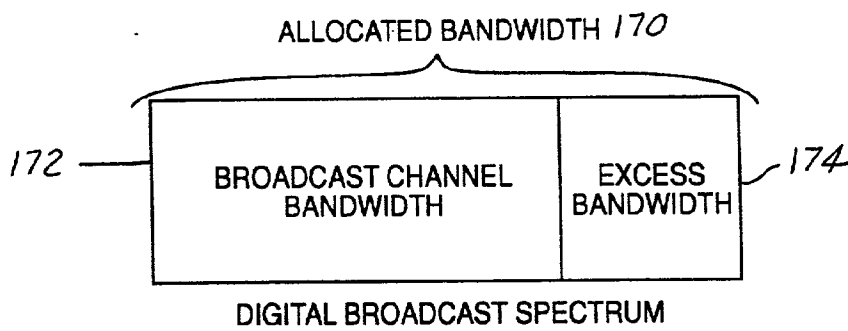 ALLOCATED BANDWIDTH 170
172
BROADCAST CHANNEL
BANDWIDTH
EXCESS
BANDWIDTH
174
DIGITAL BROADCAST SPECTRUM